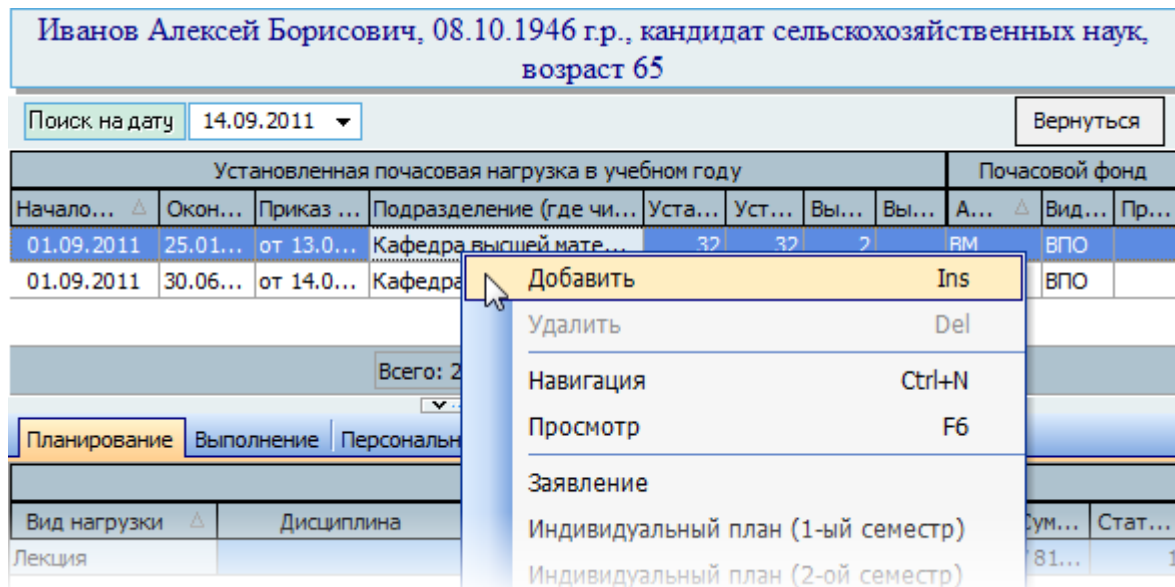 Иванов Алексей Борисович, 08.10.1946 г.р., кандидат сельскохозяйственных наук,
возраст 65
Поиск на дату 14.09.2011 Вернуться
Установленная почасовая нагрузка в учебном году Почасовой фонд
Начало... Окон... Приказ ... Подразделение (где чи... Уста... Уст... Вы... Вы... А... Вид... Пр...
01.09.2011 25.01... от 13.0... Кафедра высшей мате... 32 32 2 ВМ ВПО
01.09.2011 30.06... от 14.0... Кафедра ВПО
Добавить Ins
Удалить Del
Всего: 2
Навигация Ctrl+N
Просмотр F6
Планирование Выполнение Персональн
Заявление
Вид нагрузки Дисциплина Сум... Стат...
Индивидуальный план (1-ый семестр)
Лекция 81... 1
Индивидуальный план (2-ой семестр)